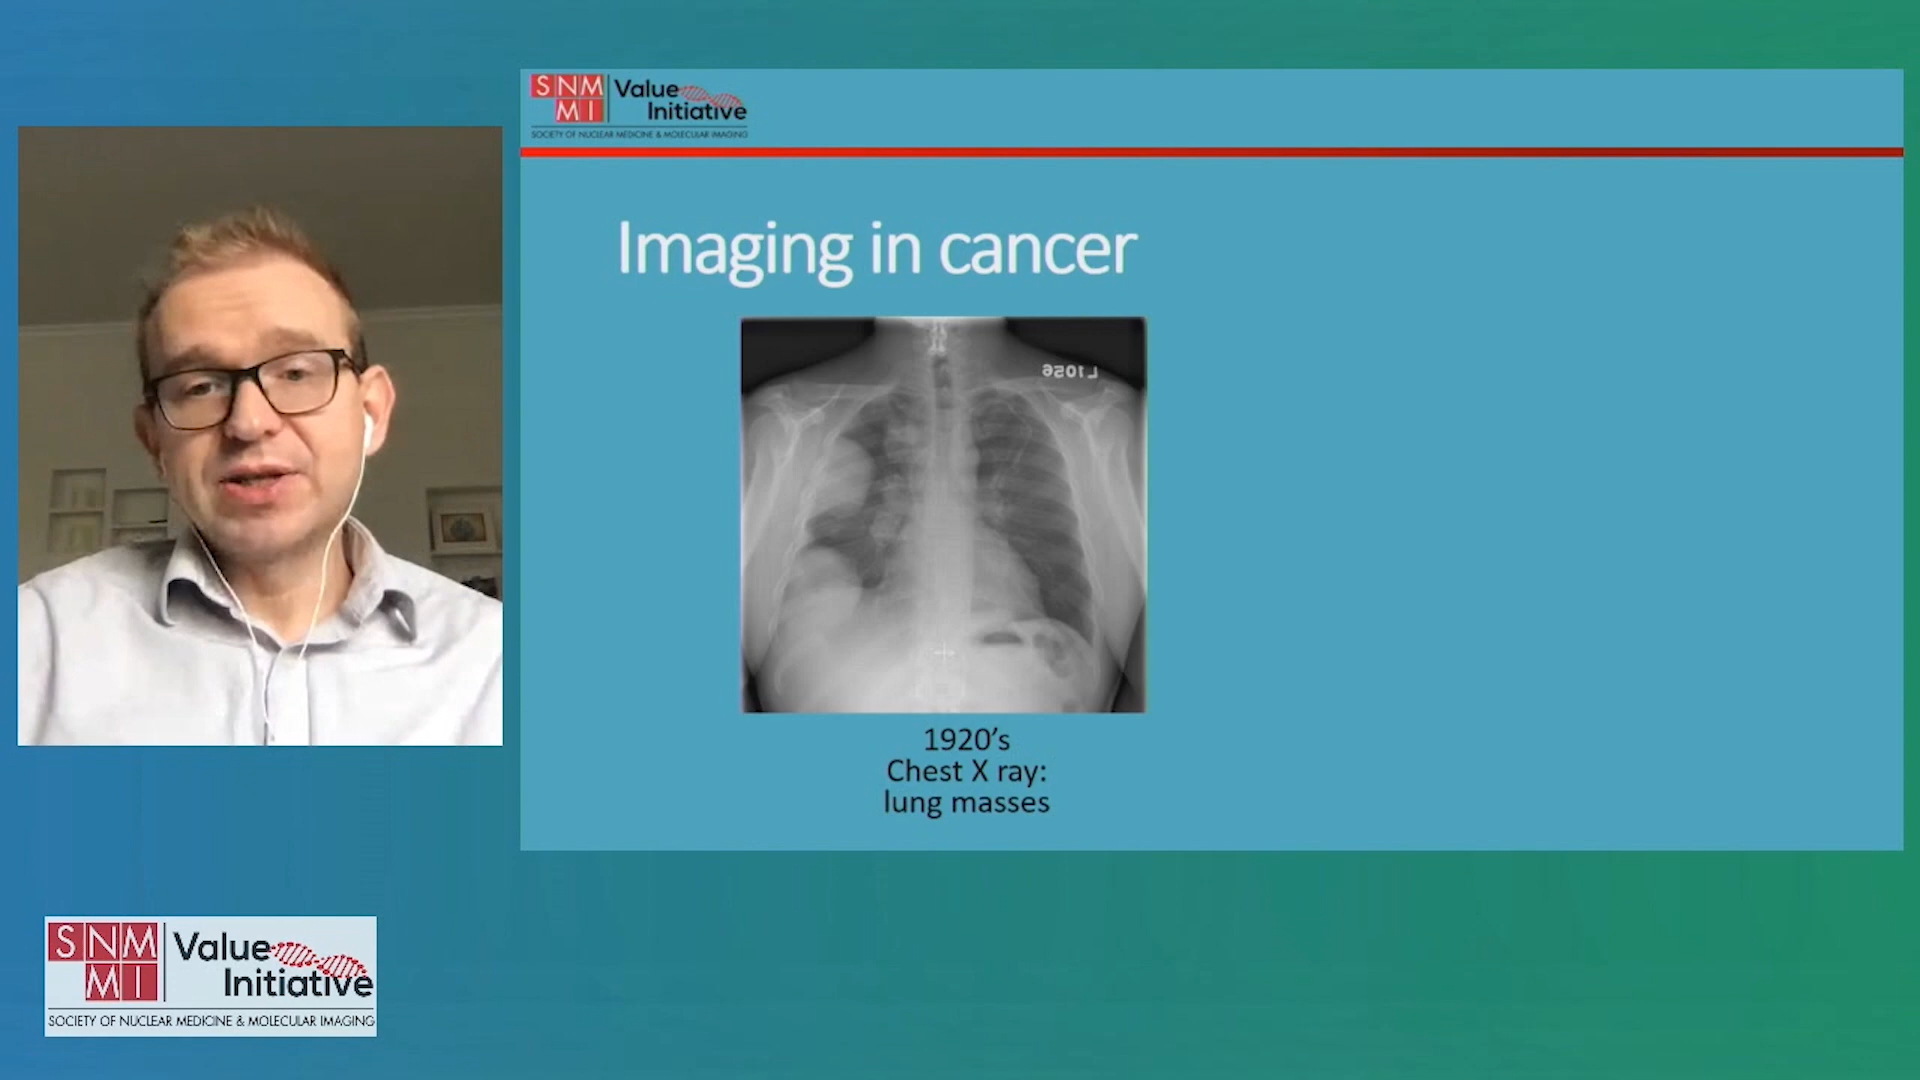 SNM
MI
Value
Initiative
SOCIETY OF NUCLEAR MEDICINE & MOLECULAR IMAGING
Imaging in cancer
L1026
1920's
Chest X ray:
lung masses
SNM
MI
Value
Initiative
SOCIETY OF NUCLEAR MEDICINE & MOLECULAR IMAGING